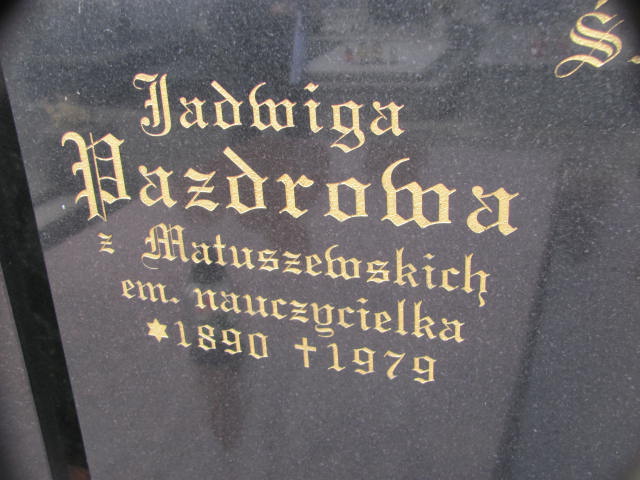 Ś.
Jadwiga
Pazdrowa
z Matuszewskich
em. nauczycielka
*1890 †1979